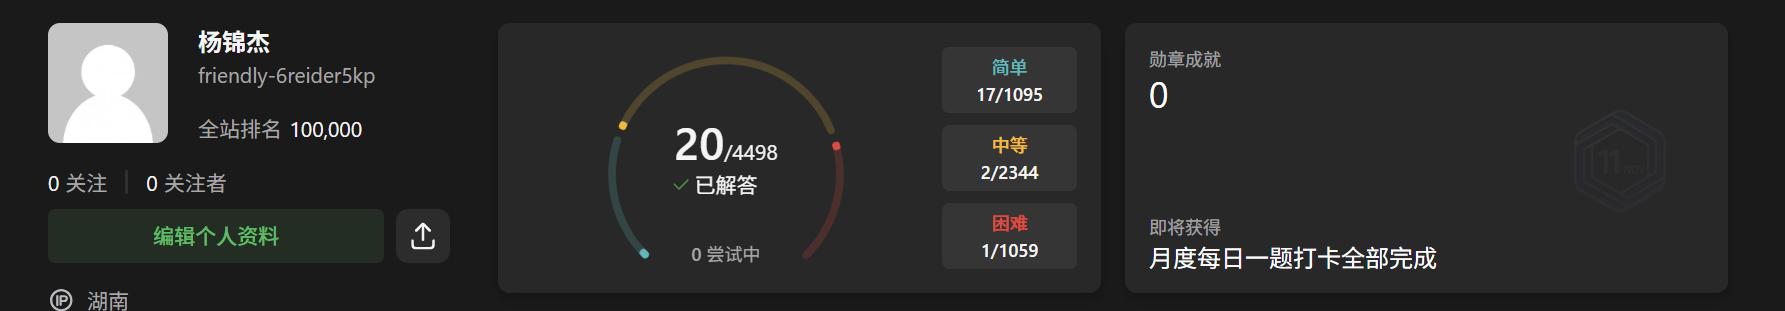 杨锦杰
friendly-6reider5kp
全站排名 100,000
0 关注 0 关注者
编辑个人资料
IP 湖南
20/4498
已解答
0 尝试中
简单
17/1095
中等
2/2344
困难
1/1059
勋章成就
0
11 NOV
即将获得
月度每日一题打卡全部完成